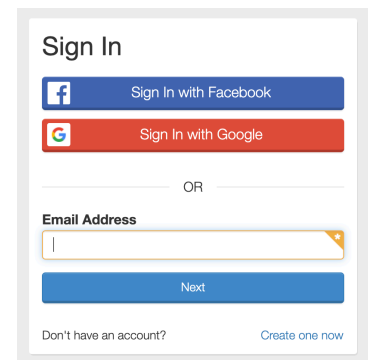 Sign In
Sign In with Facebook
Sign In with Google
OR
Email Address
Next
Don't have an account? Create one now